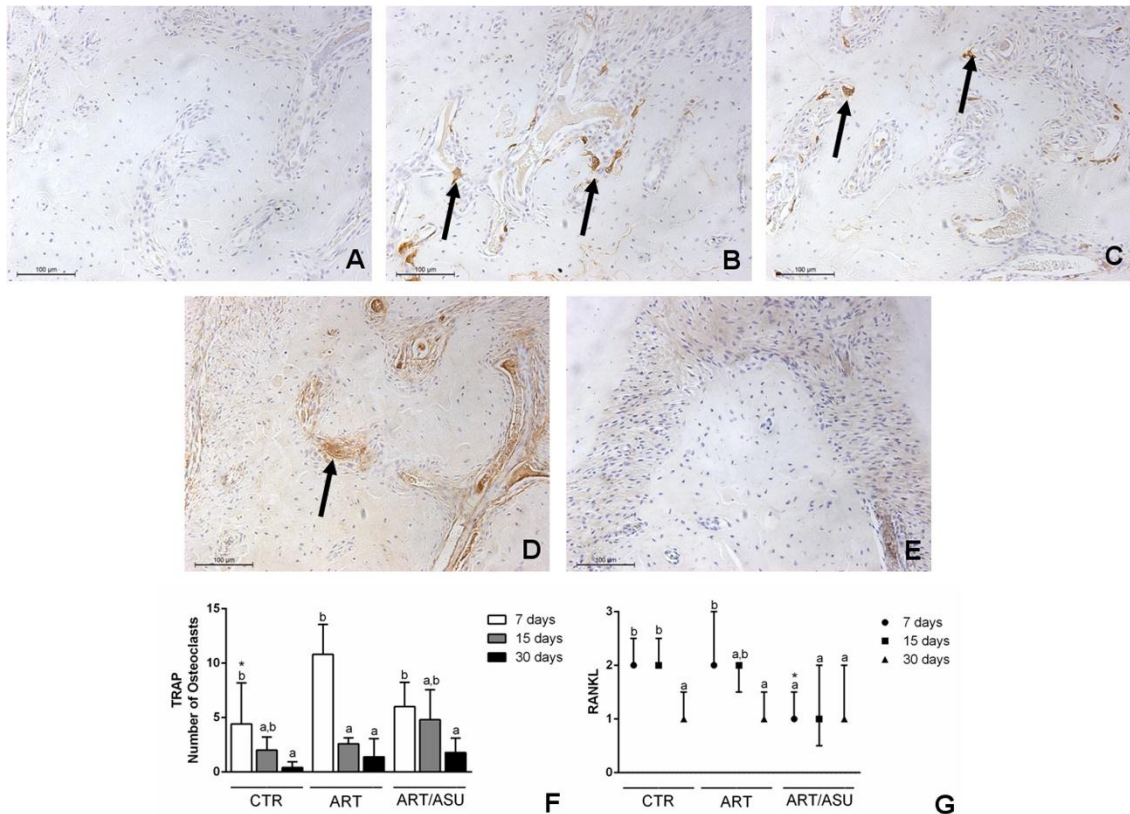 100 µm
A
100 µm
B
100 µm
C
100 µm
D
100 µm
E
15
10
5
0
TRAP
Number of Osteoclasts
* b
a,b
a
b
a
a
b
a,b
a
7 days
15 days
30 days
CTR
ART
ART/ASU
F
3
2
1
0
RANKL
b
b
a
b
a,b
a
* a
a
a
7 days
15 days
30 days
CTR
ART
ART/ASU
G